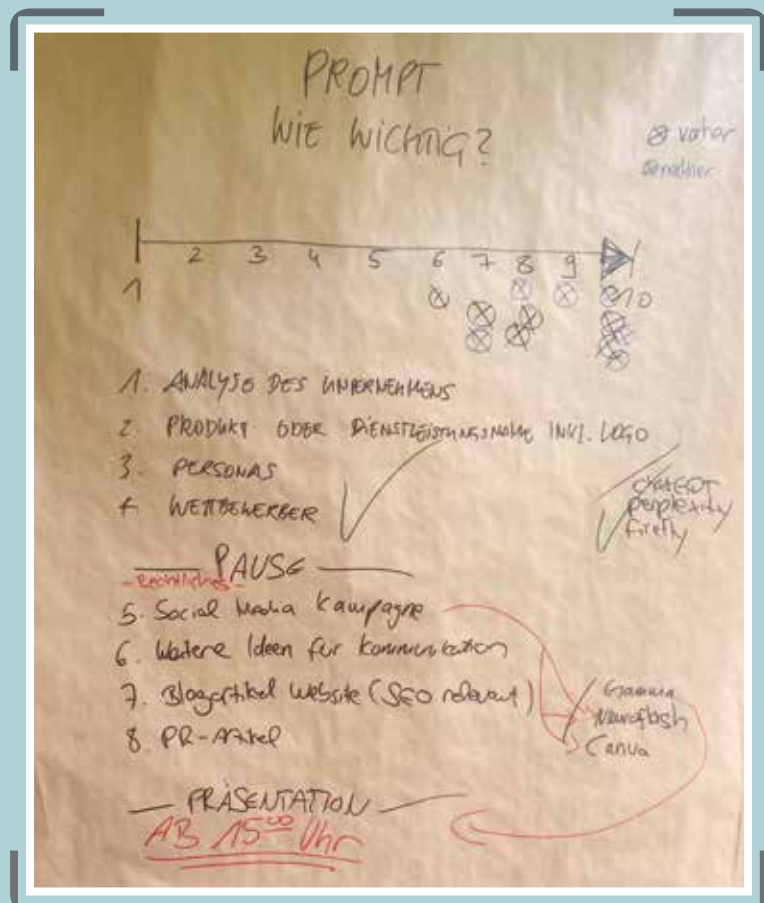 PROMPT
WIE WICHTIG?
vorher
nachher
2 3 4 5 6 7 8 9
1 10
1. ANALYSE DES UNTERNEHMENS
2. PRODUKT ODER DIENSTLEISTUNGSNAME INKL. LOGO
3. PERSONAS
4 WETTBEWERBER
ChatGPT
perplexity
firefly
PAUSE
- Rechtliches -
5. Social Media Kampagne
6. Weitere Ideen für Kommunikation
7. Blogartikel Website (SEO relevant)
8. PR-Artikel
Gamma
Neuroflash
Canva
PRÄSENTATION
AB 15⁰⁰ Uhr